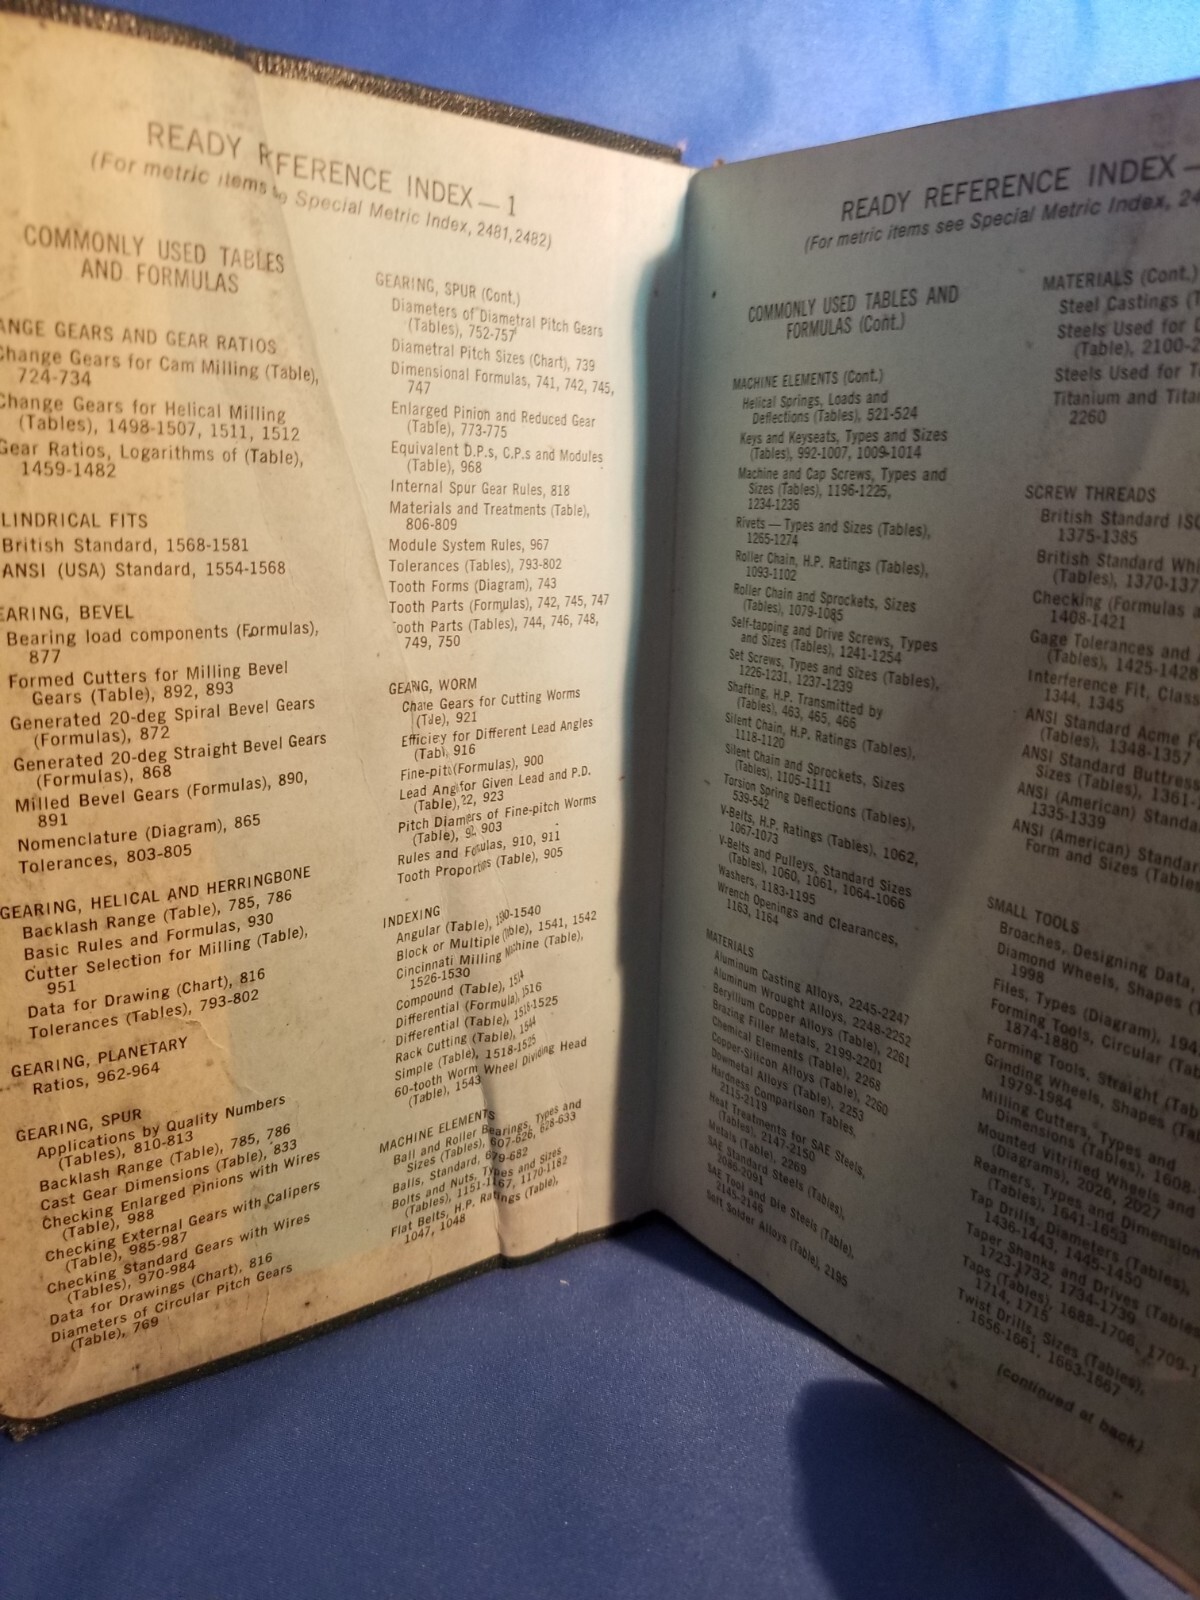 READY R FERENCE INDEX—1
(For metric items Special Metric Index, 2481,2482)
COMMONLY USED TABLES
AND FORMULAS
ANGE GEARS AND GEAR RATIOS
Change Gears for Cam Milling (Table),
724-734
Change Gears for Helical Milling
(Tables), 1498-1507, 1511, 1512
Gear Ratios, Logarithms of (Table),
1459-1482
LINDRICAL FITS
British Standard, 1568-1581
ANSI (USA) Standard, 1554-1568
EARING, BEVEL
Bearing load components (Formulas),
877
Formed Cutters for Milling Bevel
Gears (Table), 892, 893
Generated 20-deg Spiral Bevel Gears
(Formulas), 872
Generated 20-deg Straight Bevel Gears
(Formulas), 868
Milled Bevel Gears (Formulas), 890,
891
Nomenclature (Diagram), 865
Tolerances, 803-805
GEARING, HELICAL AND HERRINGBONE
Backlash Range (Table), 785, 786
Basic Rules and Formulas, 930
Cutter Selection for Milling (Table),
951
Data for Drawing (Chart), 816
Tolerances (Tables), 793-802
GEARING, PLANETARY
Ratios, 962-964
GEARING, SPUR
Applications by Quality Numbers
(Tables), 810-813
Backlash Range (Table), 785, 786
Cast Gear Dimensions (Table), 833
Checking Enlarged Pinions with Wires
(Table), 988
Checking External Gears with Calipers
(Table), 985-987
Checking Standard Gears with Wires
(Tables), 970-984
Data for Drawings (Chart), 816
Diameters of Circular Pitch Gears
(Table), 769
GEARING, SPUR (Cont.)
Diameters of Diametral Pitch Gears
(Tables), 752-757
Diametral Pitch Sizes (Chart), 739
Dimensional Formulas, 741, 742, 745,
747
Enlarged Pinion and Reduced Gear
(Table), 773-775
Equivalent D.P.s, C.P.s and Modules
(Table), 968
Internal Spur Gear Rules, 818
Materials and Treatments (Table),
806-809
Module System Rules, 967
Tolerances (Tables), 793-802
Tooth Forms (Diagram), 743
Tooth Parts (Formulas), 742, 745, 747
Tooth Parts (Tables), 744, 746, 748,
749, 750
GEARING, WORM
Gears for Cutting Worms
921
for Different Lead Angles
916
Fine-pitch (Formulas), 900
Lead Angle for Given Lead and P.D.
(Table), 923
Pitch Diameters of Fine-pitch Worms
(Table), 903
Rules and Formulas, 910, 911
Tooth Proportions (Table), 905
INDEXING
Angular (Table), -1540
Block or Multiple (Table), 1541, 1542
Cincinnati Milling Machine (Table),
1526-1530
Compound (Table), 1514
Differential (Formula), 1516
Differential (Table), 1518-1525
Rack Cutting (Table), 1544
Simple (Table), 1518-1525
60-tooth Worm Wheel Dividing Head
(Table), 1543
MACHINE ELEMENTS
Ball and Roller Bearings, Types and
Sizes (Tables), 607-626, 628-633
Balls, Standard, 679-682
Bolts and Nuts, Types and Sizes
(Tables), 1151-1167, 1170-1182
Flat Belts, H.P. Ratings (Table),
1047, 1048
READY REFERENCE INDEX—
(For metric items see Special Metric Index, 24
COMMONLY USED TABLES AND
FORMULAS (Cont.)
MACHINE ELEMENTS (Cont.)
Helical Springs, Loads and
Deflections (Tables), 521-524
Keys and Keyseats, Types and Sizes
(Tables), 992-1007, 1009-1014
Machine and Cap Screws, Types and
Sizes (Tables), 1196-1225,
1234-1236
Rivets — Types and Sizes (Tables),
1265-1274
Roller Chain, H.P. Ratings (Tables),
1093-1102
Roller Chain and Sprockets, Sizes
(Tables), 1079-1085
Self-tapping and Drive Screws, Types
and Sizes (Tables), 1241-1254
Set Screws, Types and Sizes (Tables),
1226-1231, 1237-1239
Shafting, H.P. Transmitted by
(Tables), 463, 465, 466
Silent Chain, H.P. Ratings (Tables),
1118-1120
Silent Chain and Sprockets, Sizes
(Tables), 1105-1111
Torsion Spring Deflections (Tables),
539-542
V-Belts, H.P. Ratings (Tables), 1062,
1067-1073
V-Belts and Pulleys, Standard Sizes
(Tables), 1060, 1061, 1064-1066
Washers, 1183-1195
Wrench Openings and Clearances,
1163, 1164
MATERIALS
Aluminum Casting Alloys, 2245-2247
Aluminum Wrought Alloys, 2248-2252
Beryllium Copper Alloys (Table), 2261
Brazing Filler Metals, 2199-2201
Chemical Elements (Table), 2268
Copper-Silicon Alloys (Table), 2260
Dowmetal Alloys (Table), 2253
Hardness Comparison Tables,
2115-2119
Heat Treatments for SAE Steels,
(Tables), 2147-2150
Metals (Table), 2269
SAE Standard Steels (Tables),
2086-2091
SAE Tool and Die Steels (Table),
2145-2146
Soft Solder Alloys (Table), 2195
MATERIALS (Cont.)
Steel Castings (T
Steels Used for
(Table), 2100-2
Steels Used for T
Titanium and Tita
2260
SCREW THREADS
British Standard ISO
1375-1385
British Standard Whi
(Tables), 1370-137
Checking (Formulas a
1408-1421
Gage Tolerances and
(Tables), 1425-1428
Interference Fit, Class
1344, 1345
ANSI Standard Acme F
(Tables), 1348-1357
ANSI Standard Buttress
Sizes (Tables), 1361-
ANSI (American) Standa
1335-1339
ANSI (American) Standar
Form and Sizes (Tables
SMALL TOOLS
Broaches, Designing Data,
Diamond Wheels, Shapes (T
1998
Files, Types (Diagram), 194
Forming Tools, Circular (Tab
1874-1880
Forming Tools, Straight (Tab
Grinding Wheels, Shapes (Ta
1979-1984
Milling Cutters, Types and
Dimensions (Tables), 1608-
Mounted Vitrified Wheels and
(Diagrams), 2026, 2027
Reamers, Types and Dimension
(Tables), 1641-1653
Tap Drills, Diameters (Tables),
1436-1443, 1445-1450
Taper Shanks and Drives (Tables
1723-1732, 1734-1739
Taps (Tables), 1688-1706, 1709-1
1714, 1715
Twist Drills, Sizes (Tables),
1656-1661, 1663-1667
(continued at back)